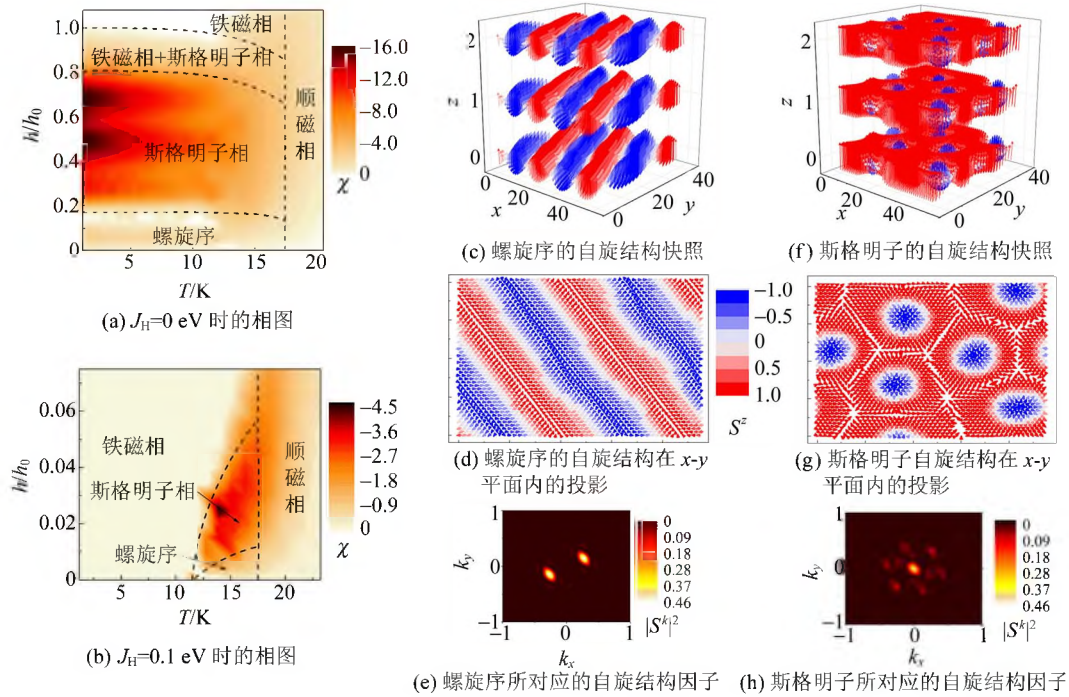 1.0
0.8
0.6
0.4
0.2
0
h/h₀
铁磁相
铁磁相+斯格明子相
斯格明子相
顺磁相
螺旋序
5
10
15
20
T/K
−16.0
−12.0
−8.0
−4.0
0
χ
(a) J_H=0 eV 时的相图
0.06
0.04
0.02
0
h/h₀
铁磁相
顺磁相
斯格明子相
螺旋序
5
10
15
20
T/K
−4.5
−3.6
−2.7
−1.8
−0.9
0
χ
(b) J_H=0.1 eV 时的相图
2
1
0
z
0
20
40
x
0
20
40
y
(c) 螺旋序的自旋结构快照
−1.0
−0.5
0
0.5
1.0
S^z
(d) 螺旋序的自旋结构在 x-y
平面内的投影
1
0
−1
k_y
−1
0
1
k_x
0
0.09
0.18
0.28
0.37
0.46
|S^k|²
(e) 螺旋序所对应的自旋结构因子
2
1
0
z
0
20
40
x
0
20
40
y
(f) 斯格明子的自旋结构快照
(g) 斯格明子自旋结构在 x-y
平面内的投影
1
0
−1
k_y
−1
0
1
k_x
0
0.09
0.18
0.28
0.37
0.46
|S^k|²
(h) 斯格明子所对应的自旋结构因子